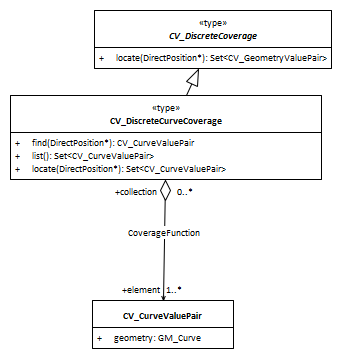 «type»
CV_DiscreteCoverage
+ locate(DirectPosition*): Set<CV_GeometryValuePair>
«type»
CV_DiscreteCurveCoverage
+ find(DirectPosition*): CV_CurveValuePair
+ list(): Set<CV_CurveValuePair>
+ locate(DirectPosition*): Set<CV_CurveValuePair>
+collection 0..*
CoverageFunction
+element 1..*
CV_CurveValuePair
+ geometry: GM_Curve